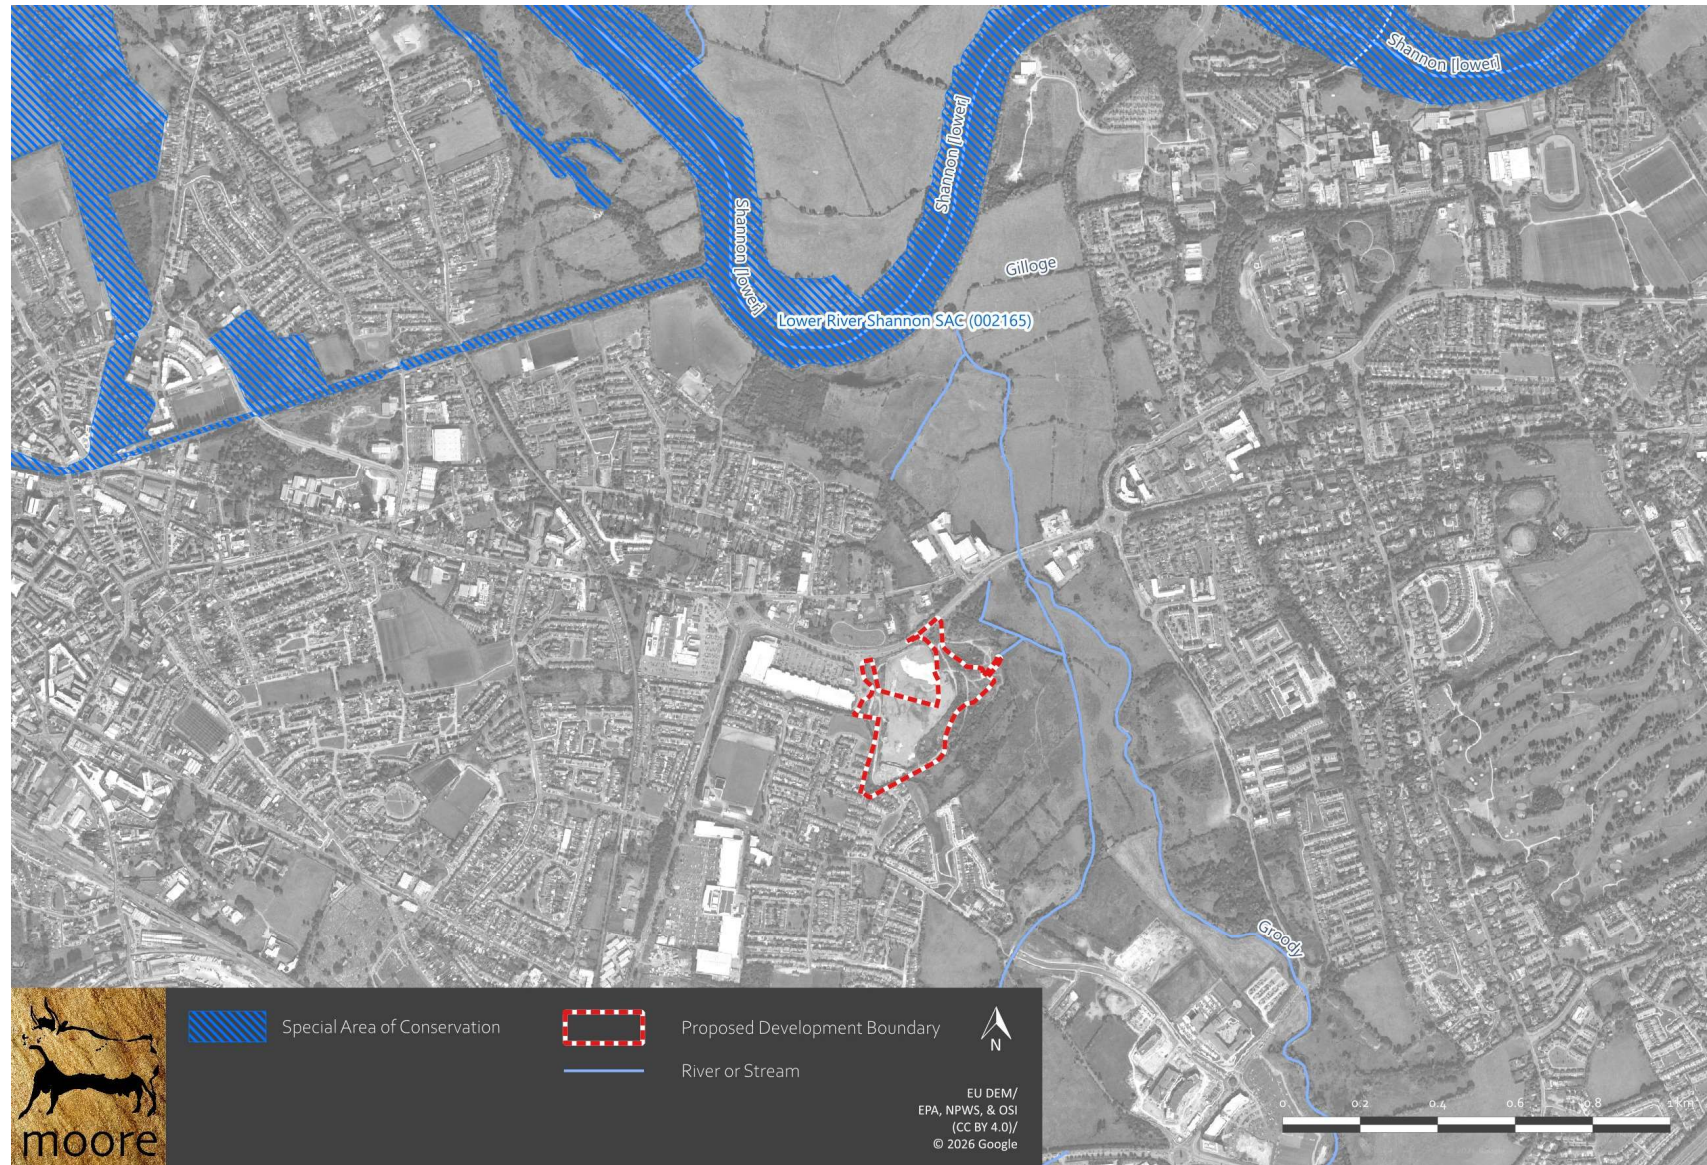 Shannon [lower]
Shannon [lower]
Shannon [lower]
Gilloge
Lower River Shannon SAC (002165)
Groody
Special Area of Conservation
Proposed Development Boundary
River or Stream
N
EU DEM/
EPA, NPWS, & OSI
(CC BY 4.0)/
© 2026 Google
moore
0 0.2 0.4 0.6 0.8 1 km